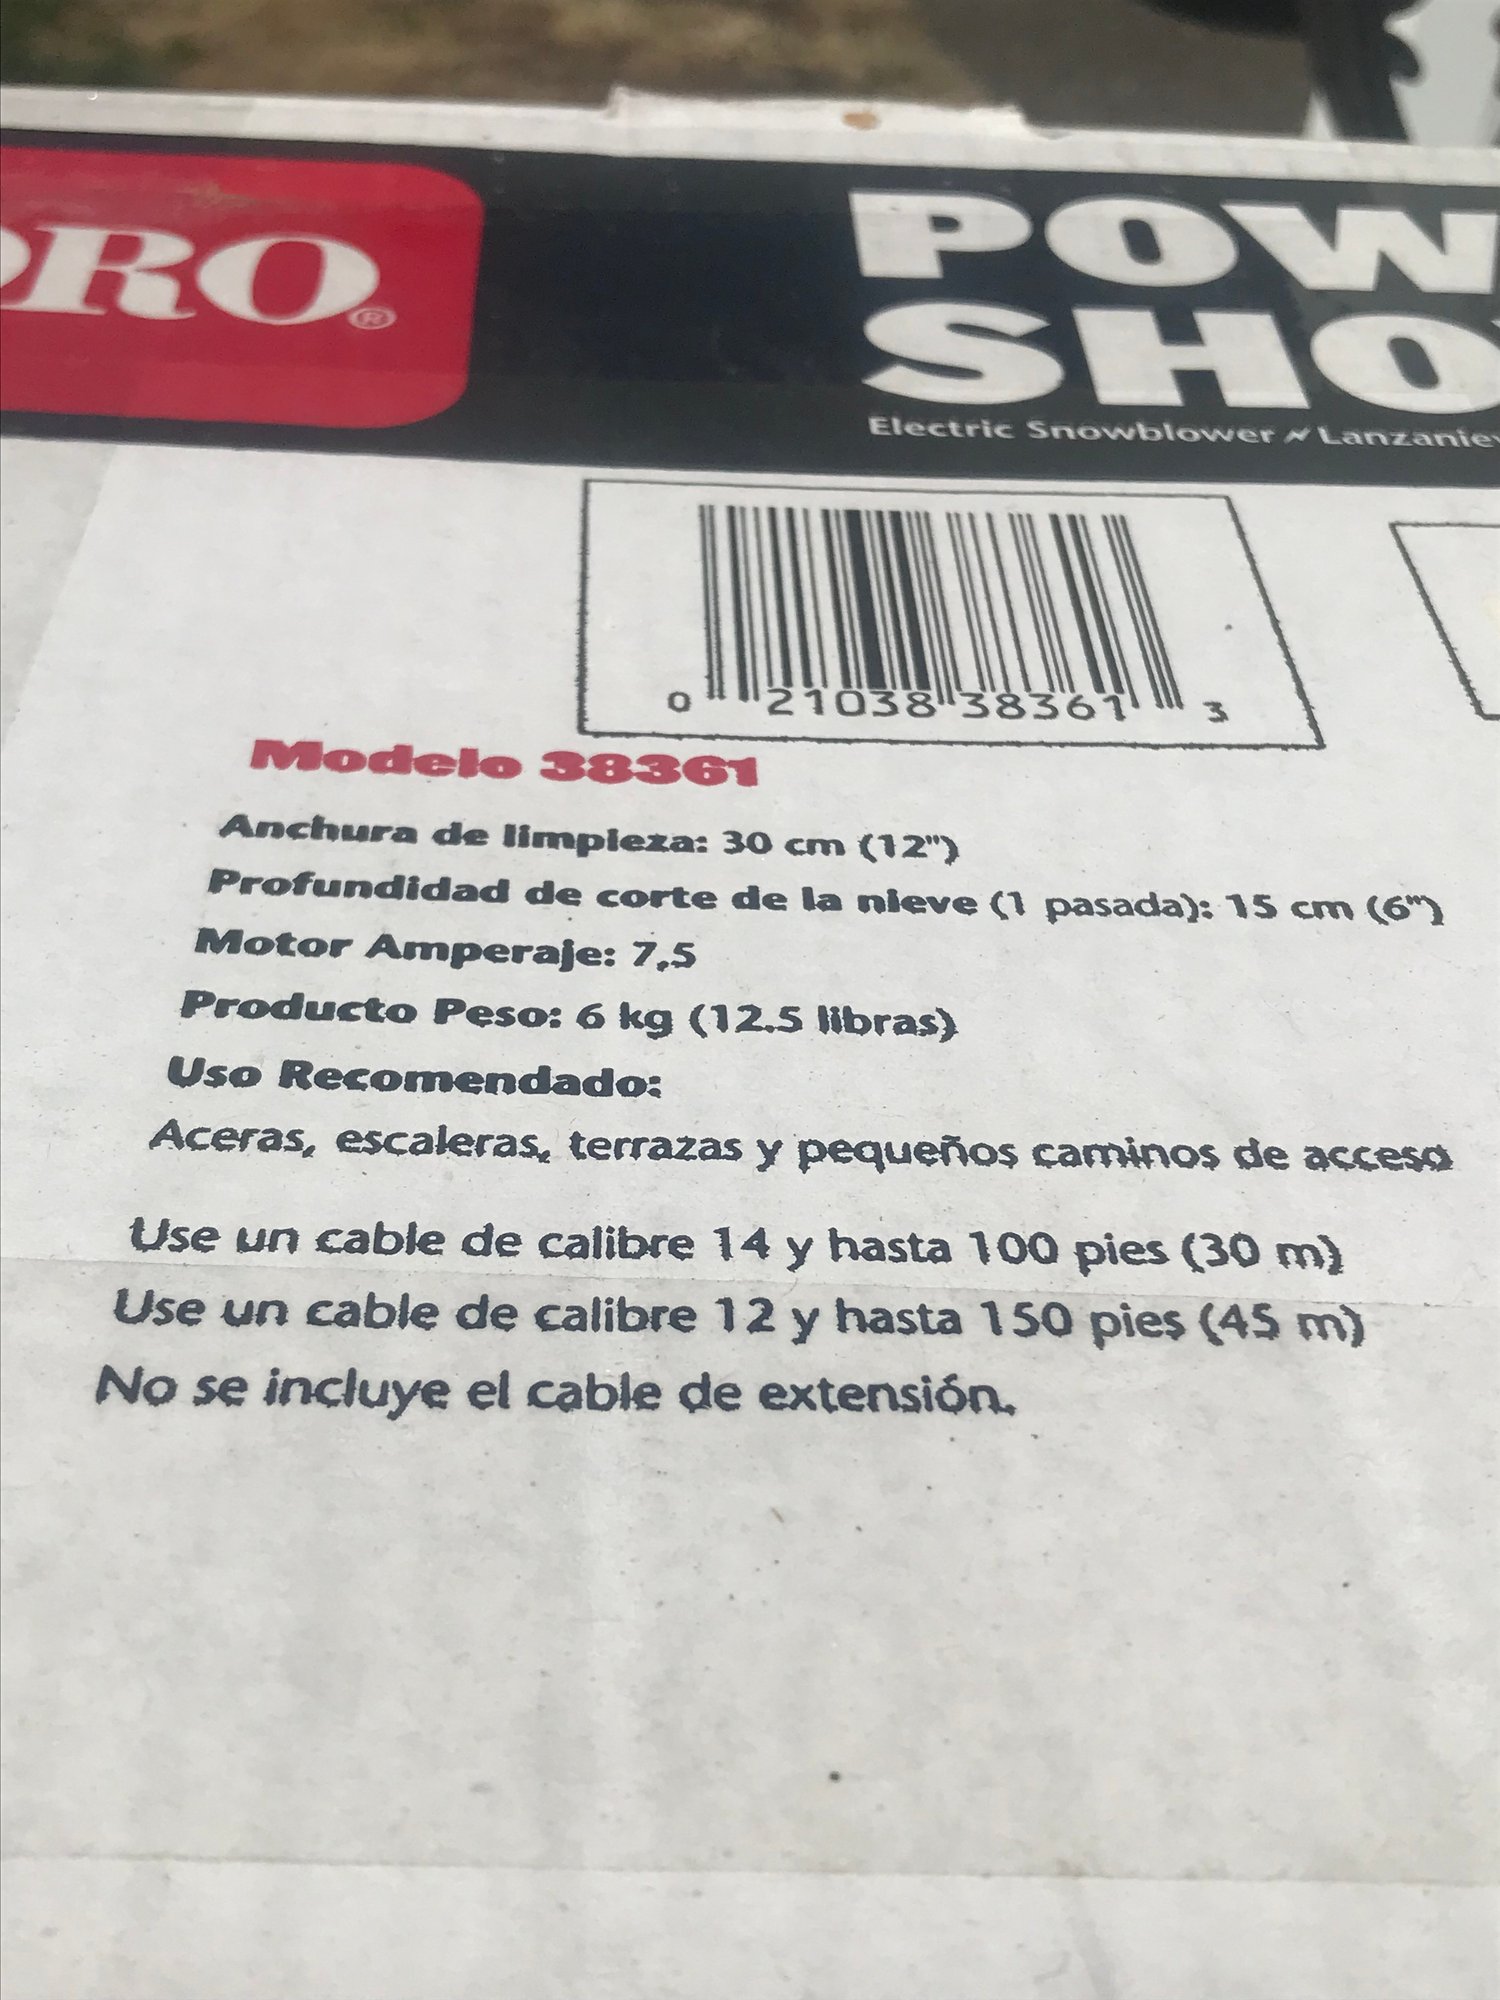 ORO®
POW
SHO
Electric Snowblower Lanzanie
0 21038 38361 3
Modelo 38361
Anchura de limpieza: 30 cm (12")
Profundidad de corte de la nieve (1 pasada): 15 cm (6")
Motor Amperaje: 7,5
Producto Peso: 6 kg (12.5 libras)
Uso Recomendado:
Aceras, escaleras, terrazas y pequeños caminos de acceso
Use un cable de calibre 14 y hasta 100 pies (30 m)
Use un cable de calibre 12 y hasta 150 pies (45 m)
No se incluye el cable de extensión.